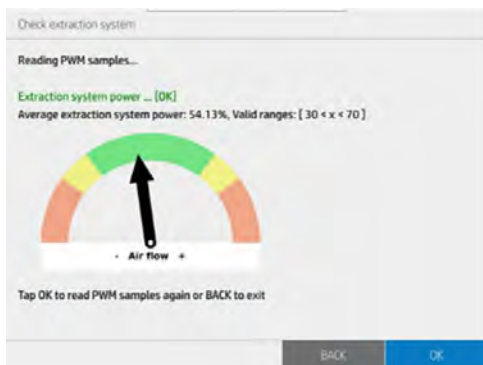 Check extraction system
Reading PWM samples...
Extraction system power ... [OK]
Average extraction system power: 54.13%, Valid ranges: [ 30 < x < 70 ]
- Air flow +
Tap OK to read PWM samples again or BACK to exit
BACK OK